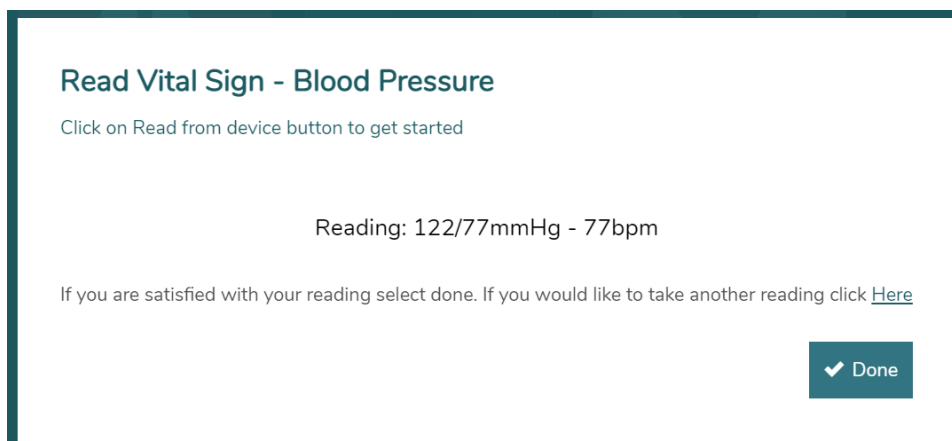 Read Vital Sign - Blood Pressure
Click on Read from device button to get started
Reading: 122/77mmHg - 77bpm
If you are satisfied with your reading select done. If you would like to take another reading click Here
Done